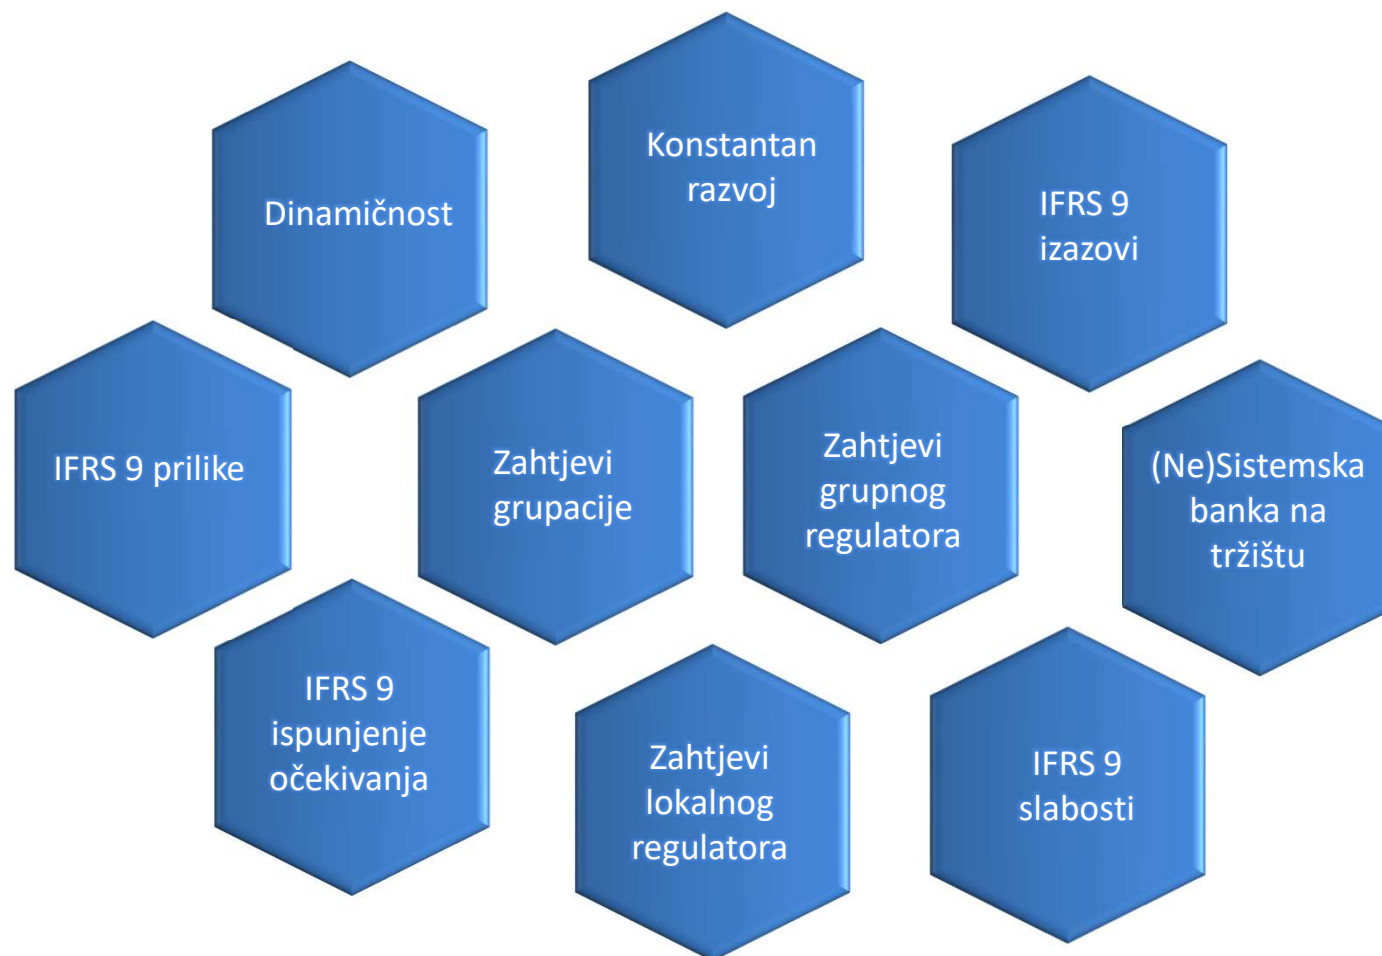 Konstantan
razvoj
Dinamičnost
IFRS 9
izazovi
IFRS 9 prilike
Zahtjevi
grupacije
Zahtjevi
grupnog
regulatora
(Ne)Sistemska
banka na
tržištu
IFRS 9
ispunjenje
očekivanja
Zahtjevi
lokalnog
regulatora
IFRS 9
slabosti